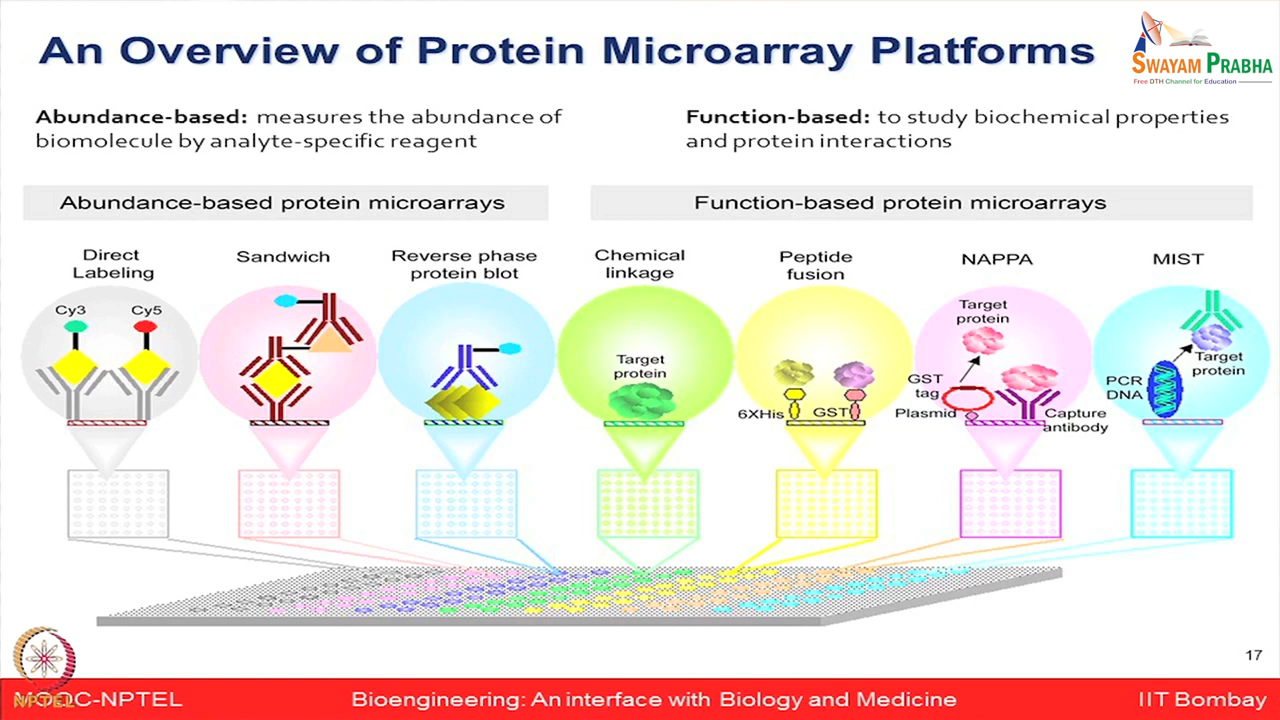 An Overview of Protein Microarray Platforms
SWAYAM PRABHA
Free DTH Channel for Education
Abundance-based: measures the abundance of
biomolecule by analyte-specific reagent
Function-based: to study biochemical properties
and protein interactions
Abundance-based protein microarrays
Function-based protein microarrays
Direct
Labeling
Sandwich
Reverse phase
protein blot
Chemical
linkage
Peptide
fusion
NAPPA
MIST
Cy3
Cy5
Target
protein
6XHis
GST
Target
protein
GST
tag
Plasmid
Capture
antibody
PCR
DNA
Target
protein
17
MOOC-NPTEL
NPTEL
Bioengineering: An interface with Biology and Medicine
IIT Bombay